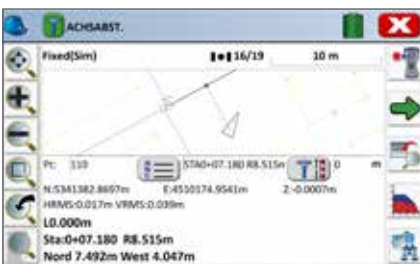 ACHSABST.
Fixed(Sim) 16/19 10 m
Pt: 110 STA0+07.180 R8.515m 0 m
N:5341382.8697m E:4510174.9541m Z:-0.0007m
HRMS:0.017m VRMS:0.039m
L0.000m
Sta:0+07.180 R8.515m
Nord 7.492m West 4.047m